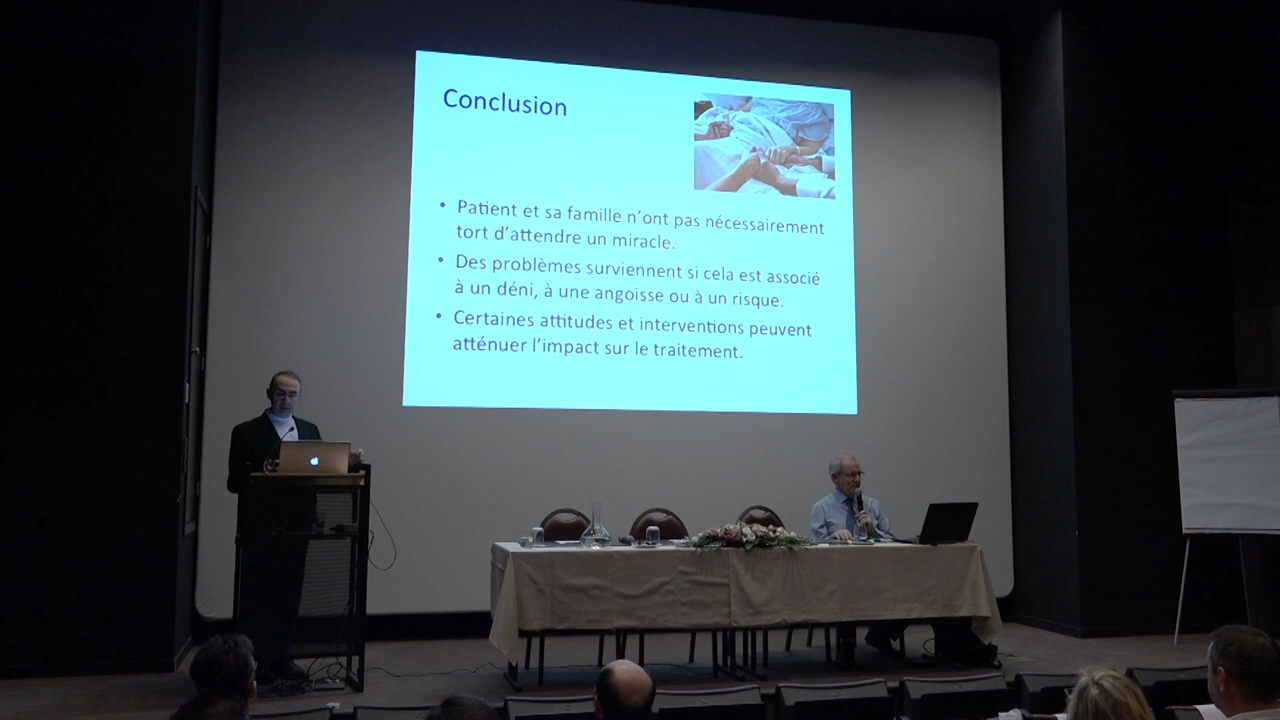 Conclusion
• Patient et sa famille n’ont pas nécessairement
tort d’attendre un miracle.
• Des problèmes surviennent si cela est associé
à un déni, à une angoisse ou à un risque.
• Certaines attitudes et interventions peuvent
atténuer l’impact sur le traitement.